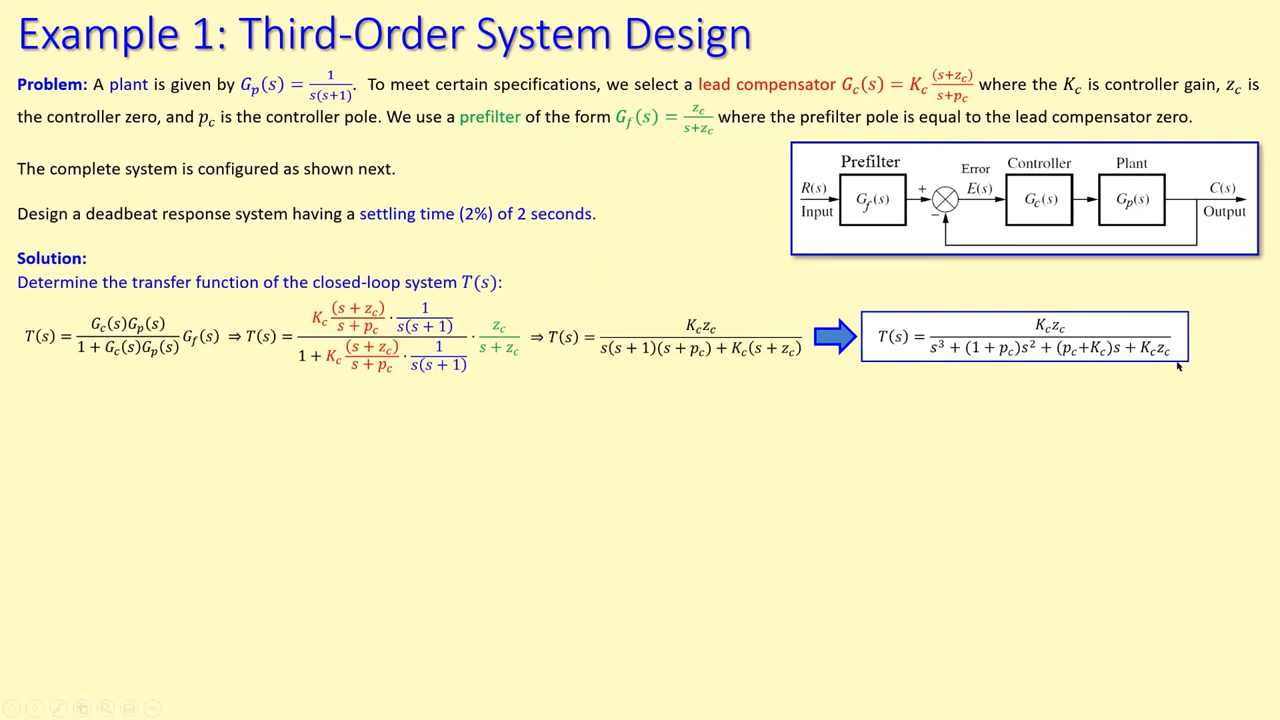 Example 1: Third-Order System Design
Problem: A plant is given by G_p(s) = 1/(s(s+1)). To meet certain specifications, we select a lead compensator G_c(s) = K_c (s+z_c)/(s+p_c) where the K_c is controller gain, z_c is
the controller zero, and p_c is the controller pole. We use a prefilter of the form G_f(s) = z_c/(s+z_c) where the prefilter pole is equal to the lead compensator zero.
The complete system is configured as shown next.
Prefilter Error Controller Plant
R(s) G_f(s) + E(s) G_c(s) G_p(s) C(s)
Input − Output
Design a deadbeat response system having a settling time (2%) of 2 seconds.
Solution:
Determine the transfer function of the closed-loop system T(s):
T(s) = G_c(s)G_p(s)/(1 + G_c(s)G_p(s)) G_f(s) ⇒ T(s) = (K_c (s + z_c)/(s + p_c) · 1/(s(s + 1)))/(1 + K_c (s + z_c)/(s + p_c) · 1/(s(s + 1))) · z_c/(s + z_c) ⇒ T(s) = K_c z_c/(s(s + 1)(s + p_c) + K_c(s + z_c))
T(s) = K_c z_c/(s³ + (1 + p_c)s² + (p_c+K_c)s + K_c z_c)